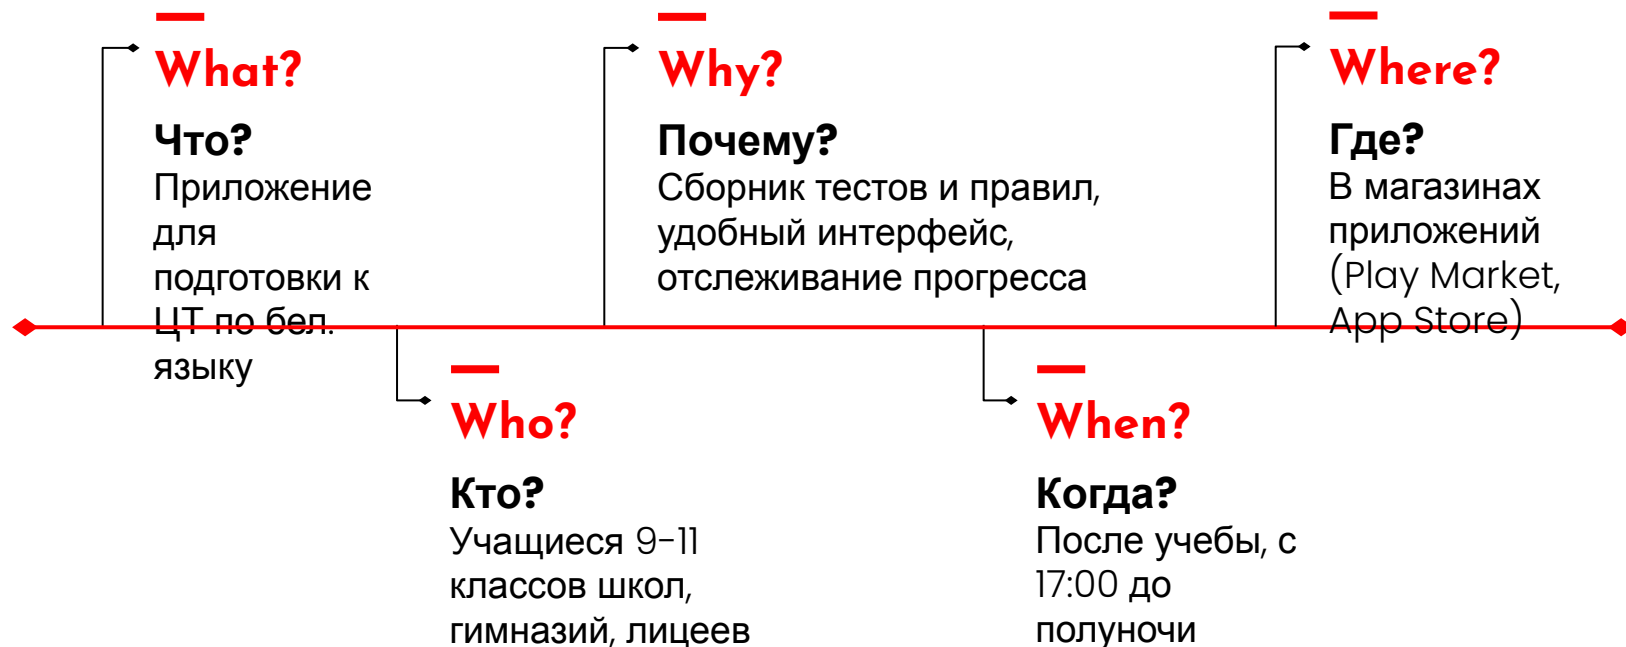 What?
Что?
Приложение
для
подготовки к
ЦТ по бел.
языку
Who?
Кто?
Учащиеся 9-11
классов школ,
гимназий, лицеев
Why?
Почему?
Сборник тестов и правил,
удобный интерфейс,
отслеживание прогресса
When?
Когда?
После учебы, с
17:00 до
полуночи
Where?
Где?
В магазинах
приложений
(Play Market,
App Store)